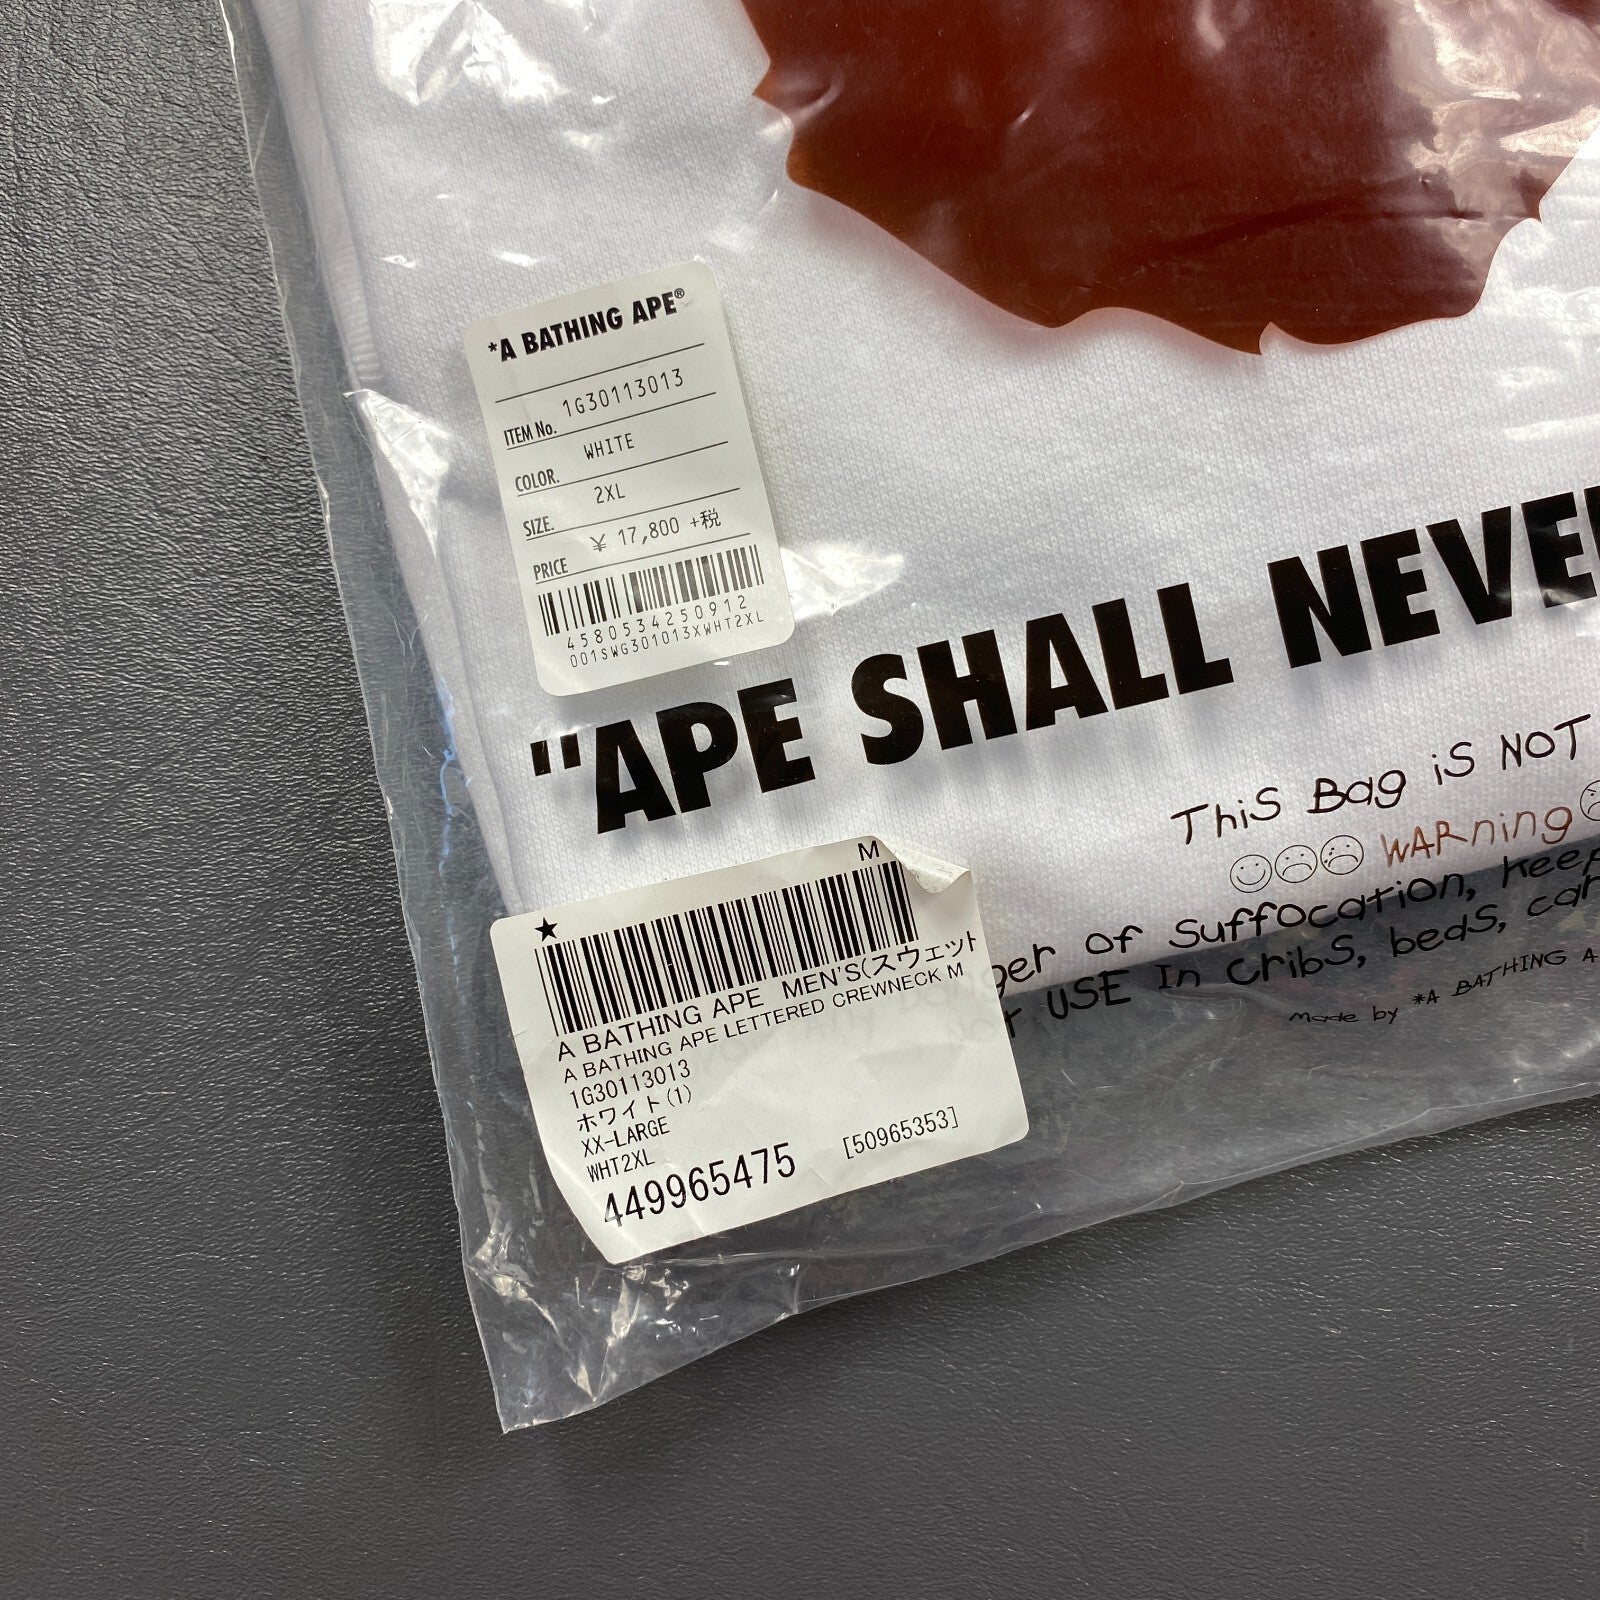 *A BATHING APE®
ITEM No. 1G30113013
COLOR. WHITE
SIZE. 2XL
PRICE ¥ 17,800 +税
4580534250912
001SWG301013XWHT2XL
"APE SHALL NEVE
THiS Bag iS NOT
WARning
of Suffocation, keep
USE In CribS, bedS, car
made by *A BATHING A
M
★
A BATHING APE MEN'S(スウェット
A BATHING APE LETTERED CREWNECK M
1G30113013
ホワイト(1)
XX-LARGE
WHT2XL
449965475 [50965353]